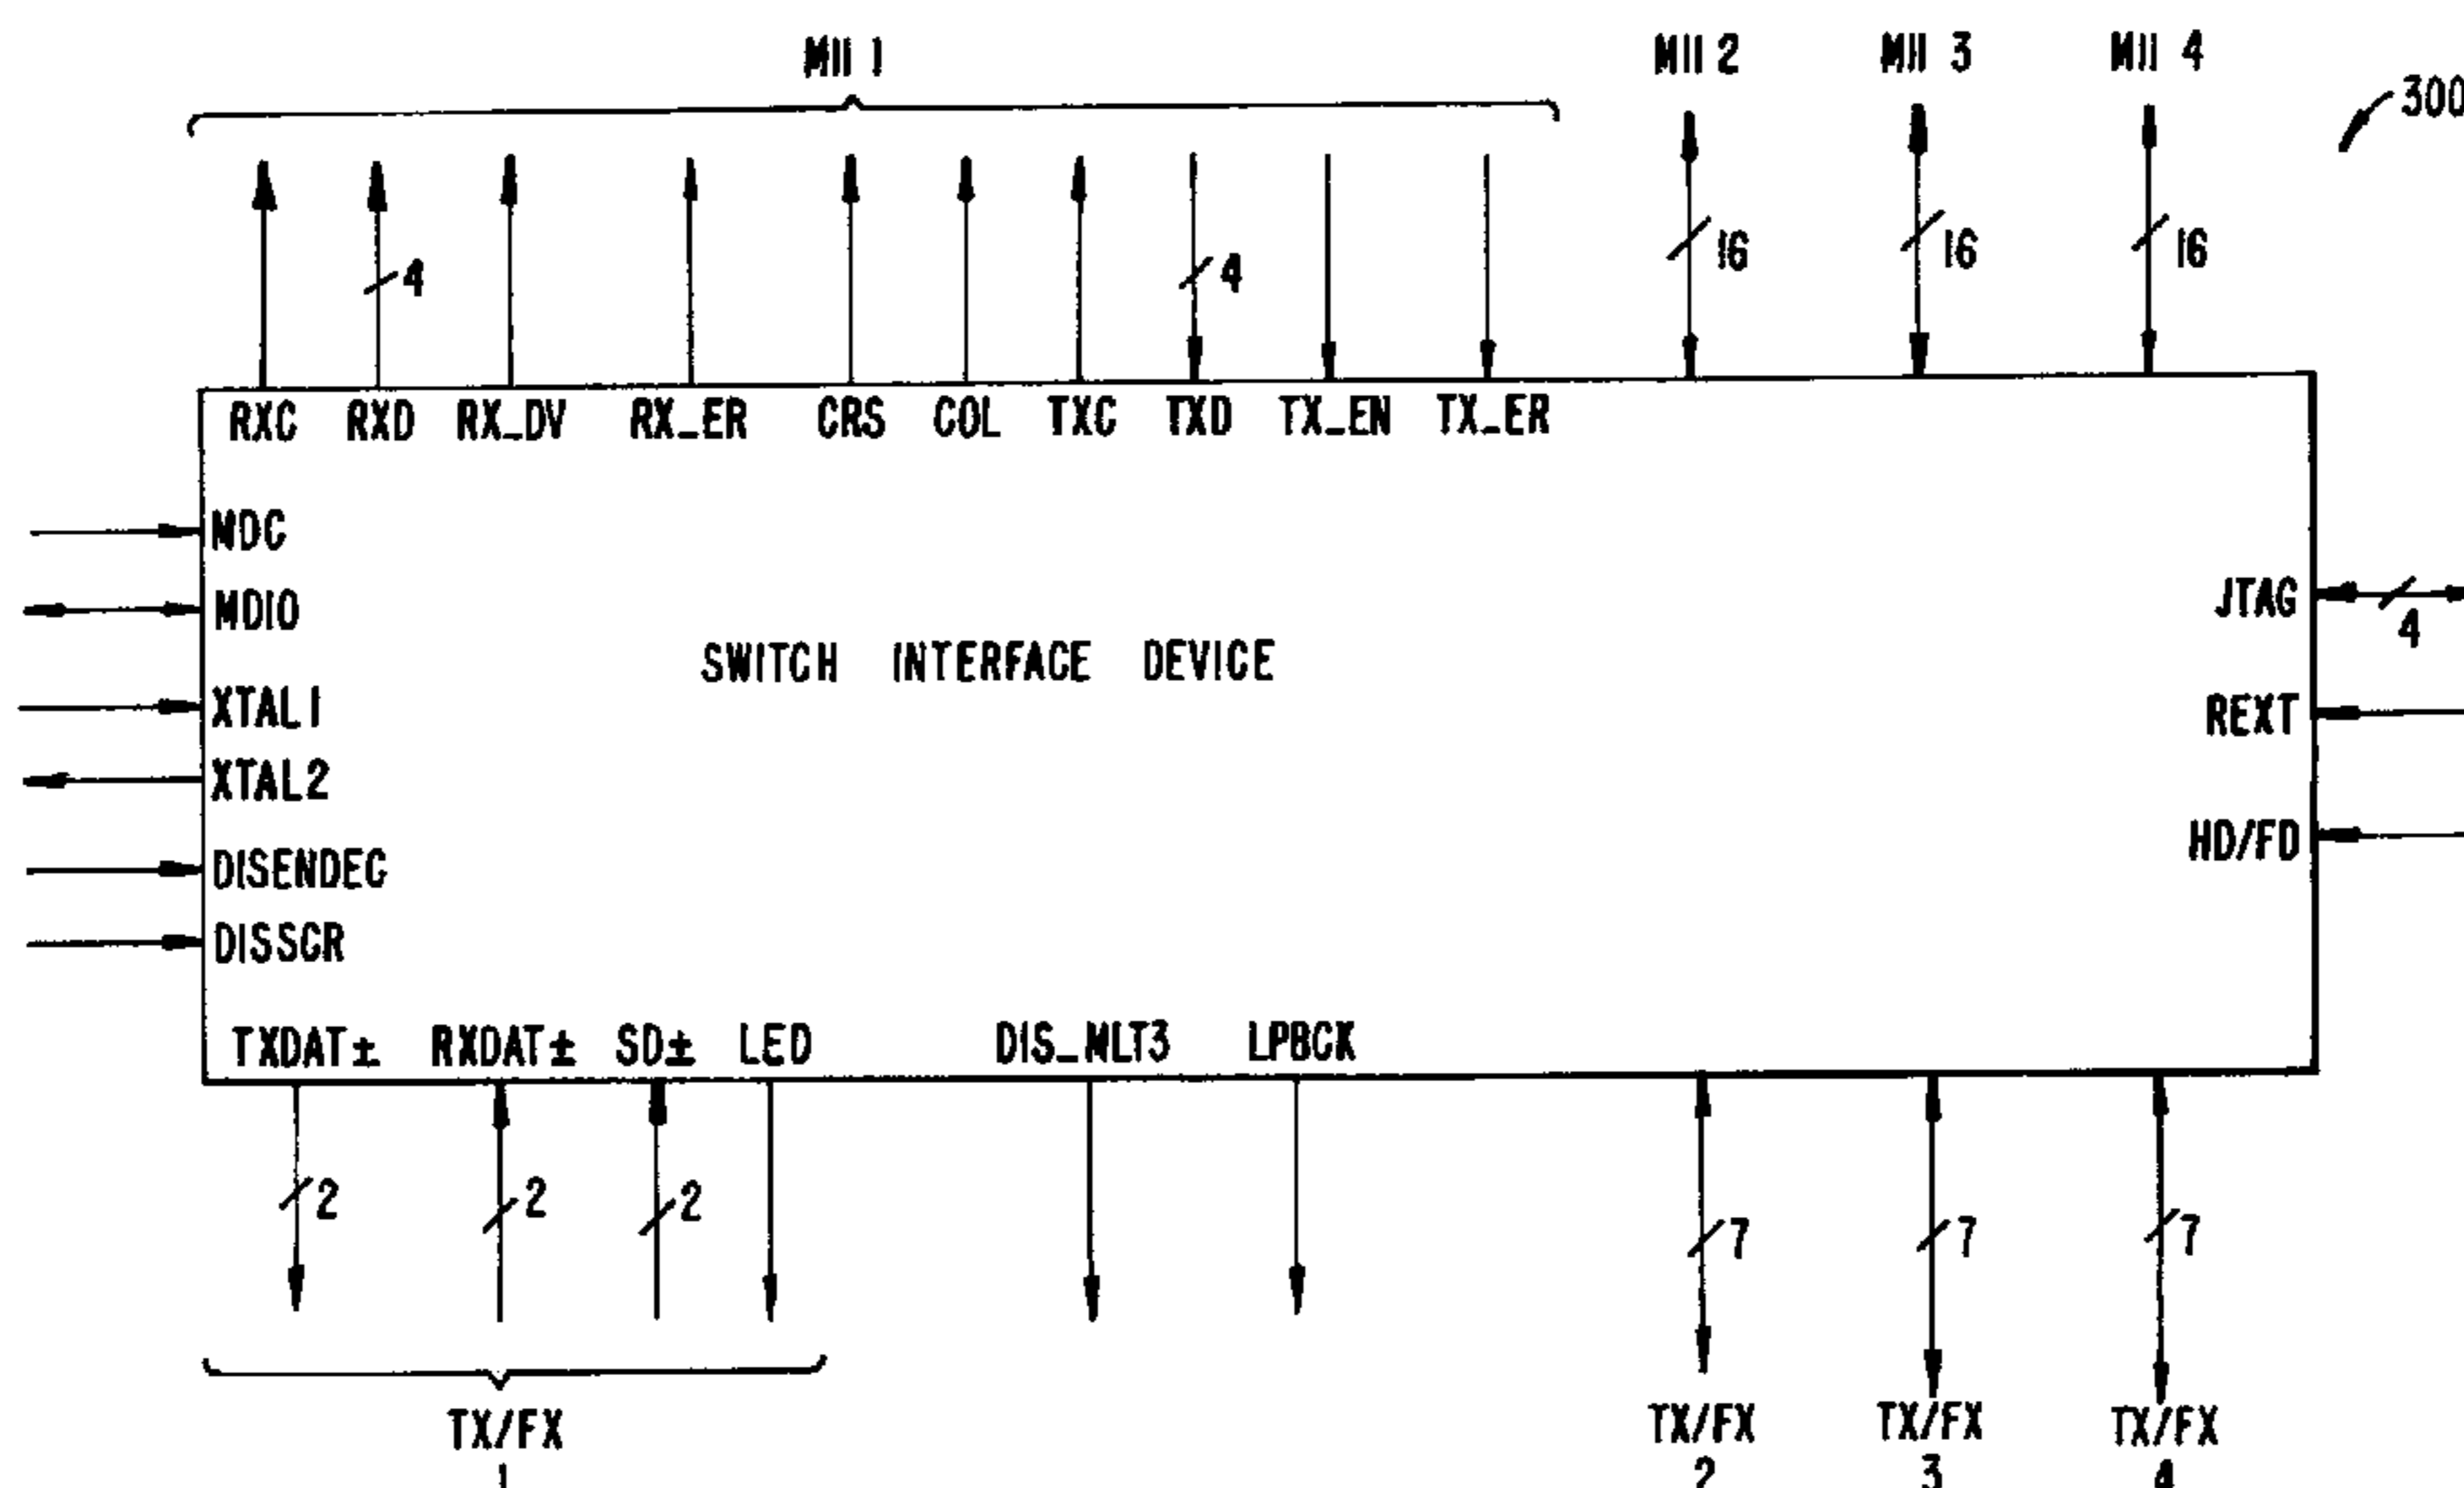 MII 1 MII 2 MII 3 MII 4
300
4 4 16 16 16
RXC RXD RX_DV RX_ER CRS COL TXC TXD TX_EN TX_ER
MDC
MDIO
XTAL1
XTAL2
DISENDEC
DISSCR
SWITCH INTERFACE DEVICE
JTAG
4
REXT
HD/FD
TXDAT± RXDAT± SD± LED DIS_MLT3 LPBCK
2 2 2 7 7 7
TX/FX TX/FX TX/FX TX/FX
1 2 3 4